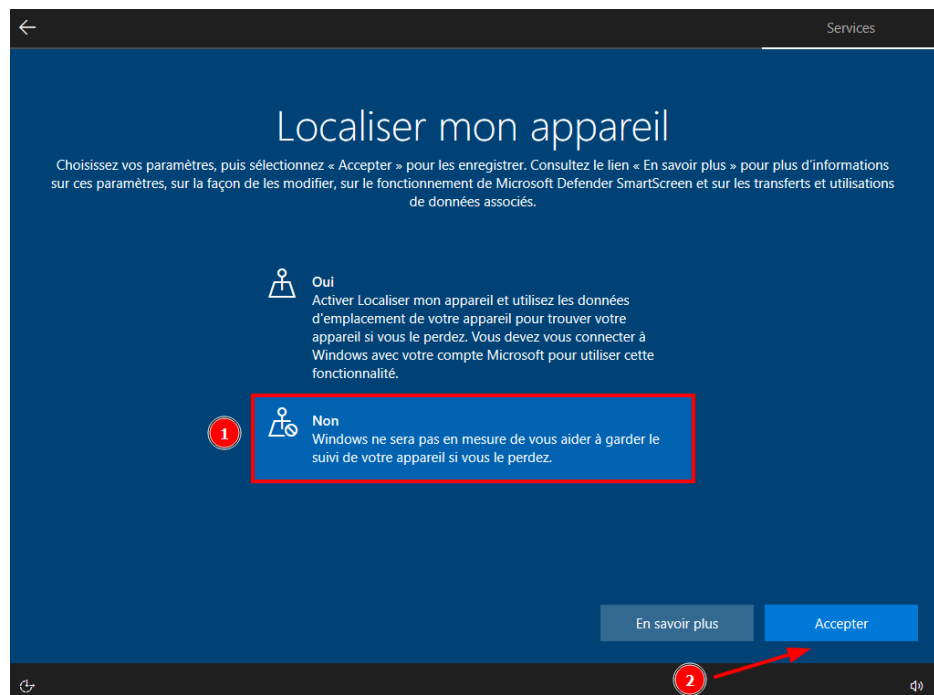 Services
Localiser mon appareil
Choisissez vos paramètres, puis sélectionnez « Accepter » pour les enregistrer. Consultez le lien « En savoir plus » pour plus d'informations
sur ces paramètres, sur la façon de les modifier, sur le fonctionnement de Microsoft Defender SmartScreen et sur les transferts et utilisations
de données associés.
Oui
Activer Localiser mon appareil et utilisez les données
d'emplacement de votre appareil pour trouver votre
appareil si vous le perdez. Vous devez vous connecter à
Windows avec votre compte Microsoft pour utiliser cette
fonctionnalité.
1
Non
Windows ne sera pas en mesure de vous aider à garder le
suivi de votre appareil si vous le perdez.
En savoir plus
Accepter
2